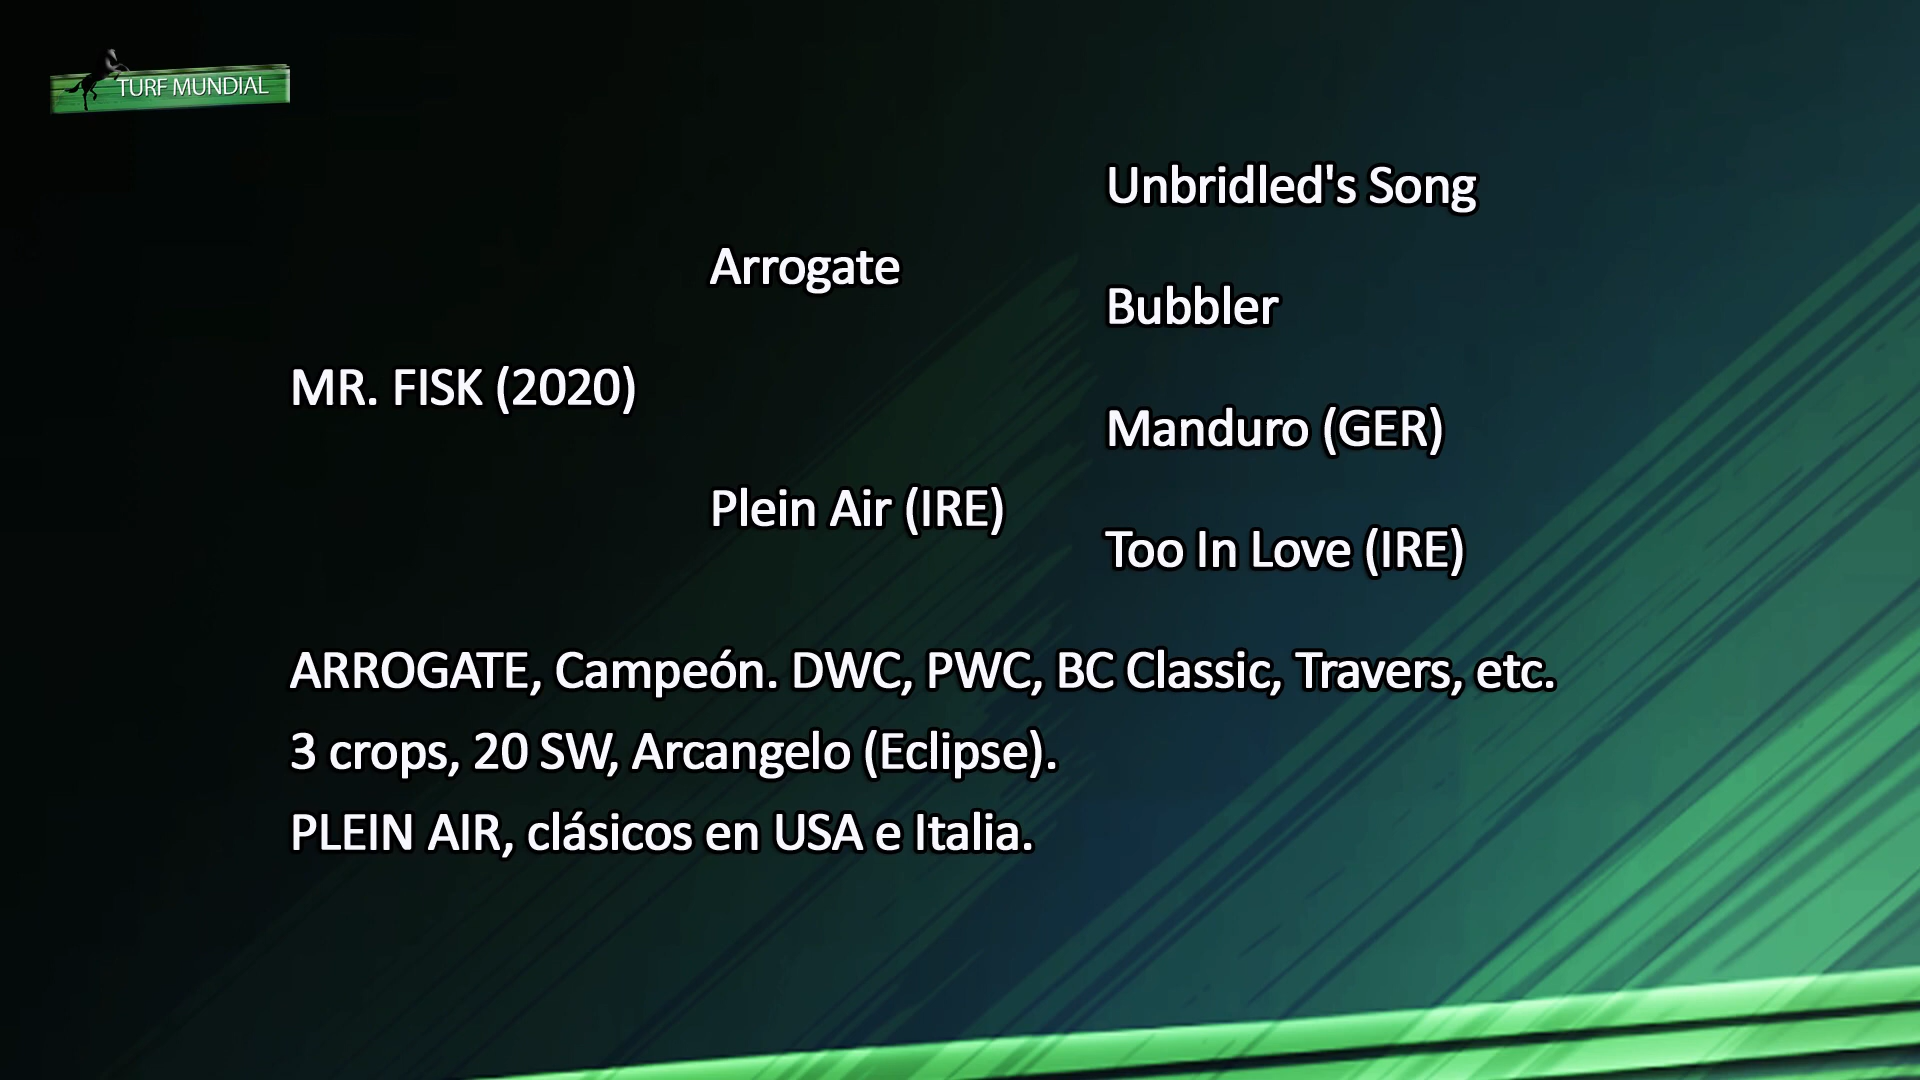 TURF MUNDIAL
Unbridled's Song
Arrogate
Bubbler
MR. FISK (2020)
Manduro (GER)
Plein Air (IRE)
Too In Love (IRE)
ARROGATE, Campeón. DWC, PWC, BC Classic, Travers, etc.
3 crops, 20 SW, Arcangelo (Eclipse).
PLEIN AIR, clásicos en USA e Italia.